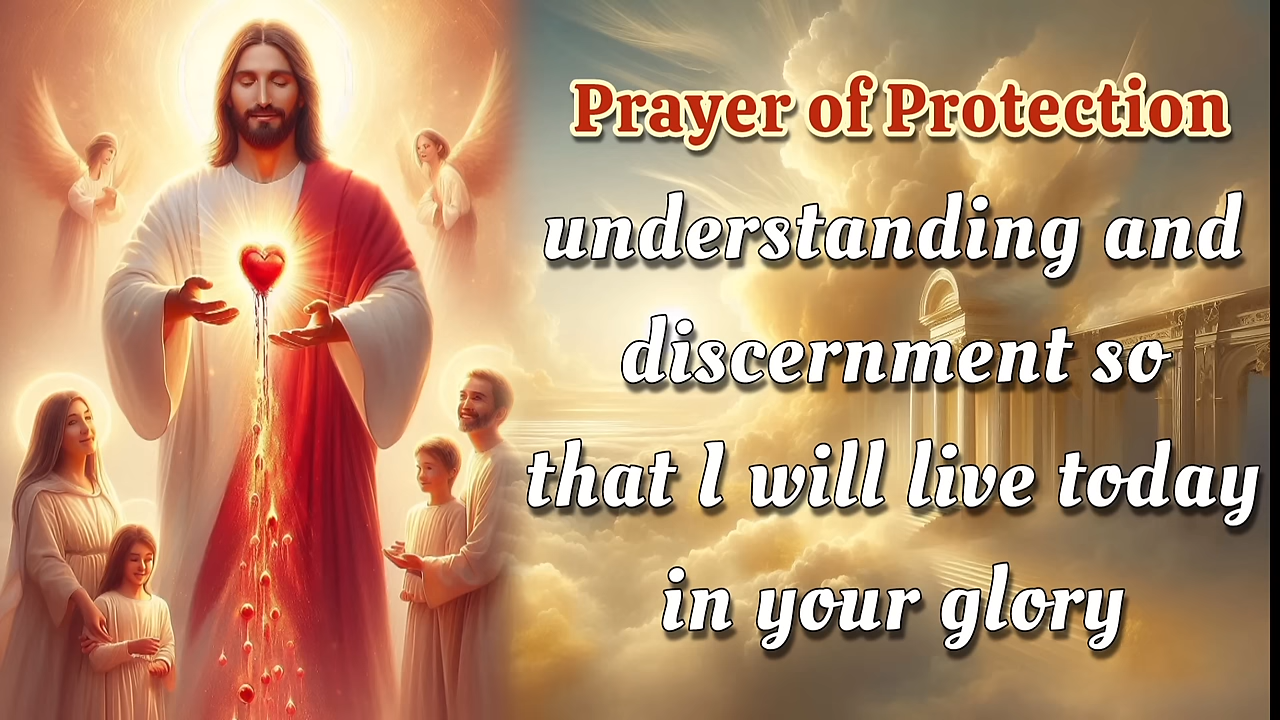 Prayer of Protection
understanding and
discernment so
that I will live today
in your glory